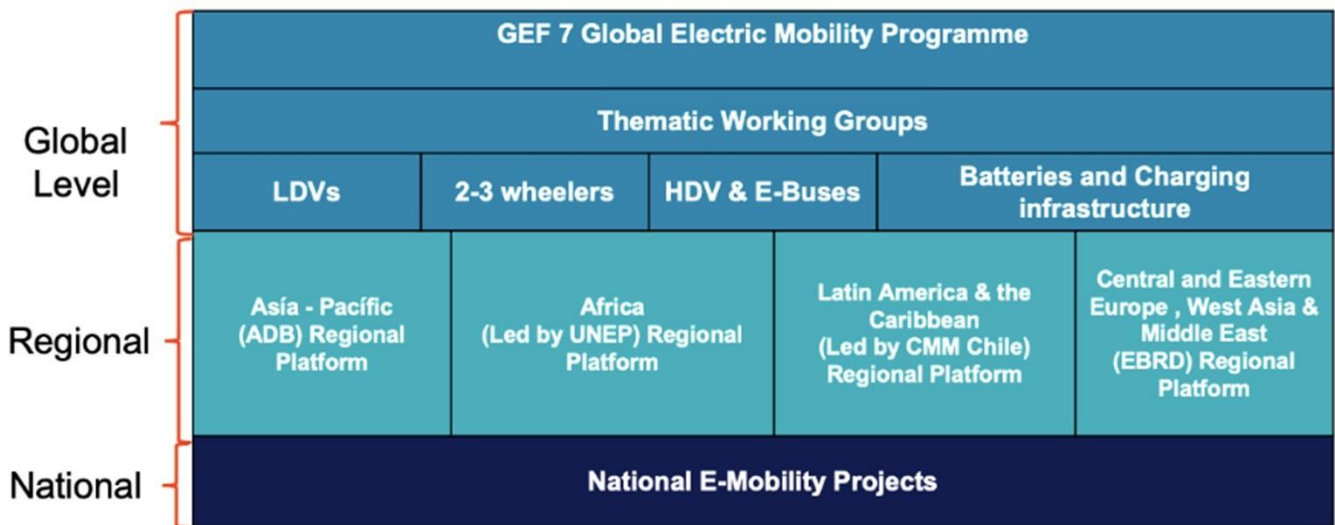 GEF 7 Global Electric Mobility Programme
Thematic Working Groups
Global
Level
LDVs
2-3 wheelers
HDV & E-Buses
Batteries and Charging
infrastructure
Regional
Asía - Pacífic
(ADB) Regional
Platform
Africa
(Led by UNEP) Regional
Platform
Latin America & the
Caribbean
(Led by CMM Chile)
Regional Platform
Central and Eastern
Europe , West Asia &
Middle East
(EBRD) Regional
Platform
National
National E-Mobility Projects